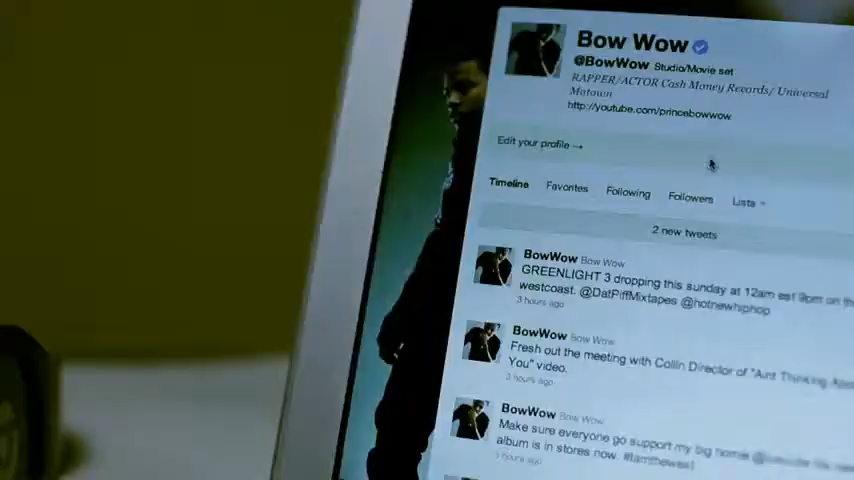 Bow Wow
@BowWow Studio/Movie set
RAPPER/ACTOR Cash Money Records/ Universal
Motown
http://youtube.com/princebowwow
Edit your profile →
Timeline Favorites Following Followers Lists
2 new tweets
BowWow Bow Wow
GREENLIGHT 3 dropping this sunday at 12am est 9pm on the
westcoast. @DatPiffMixtapes @hotnewhiphop
3 hours ago
BowWow Bow Wow
Fresh out the meeting with Collin Director of "Aint Thinking
You" video.
3 hours ago
BowWow Bow Wow
Make sure everyone go support my big homie
album is in stores now. #Iamthewest
hours ago